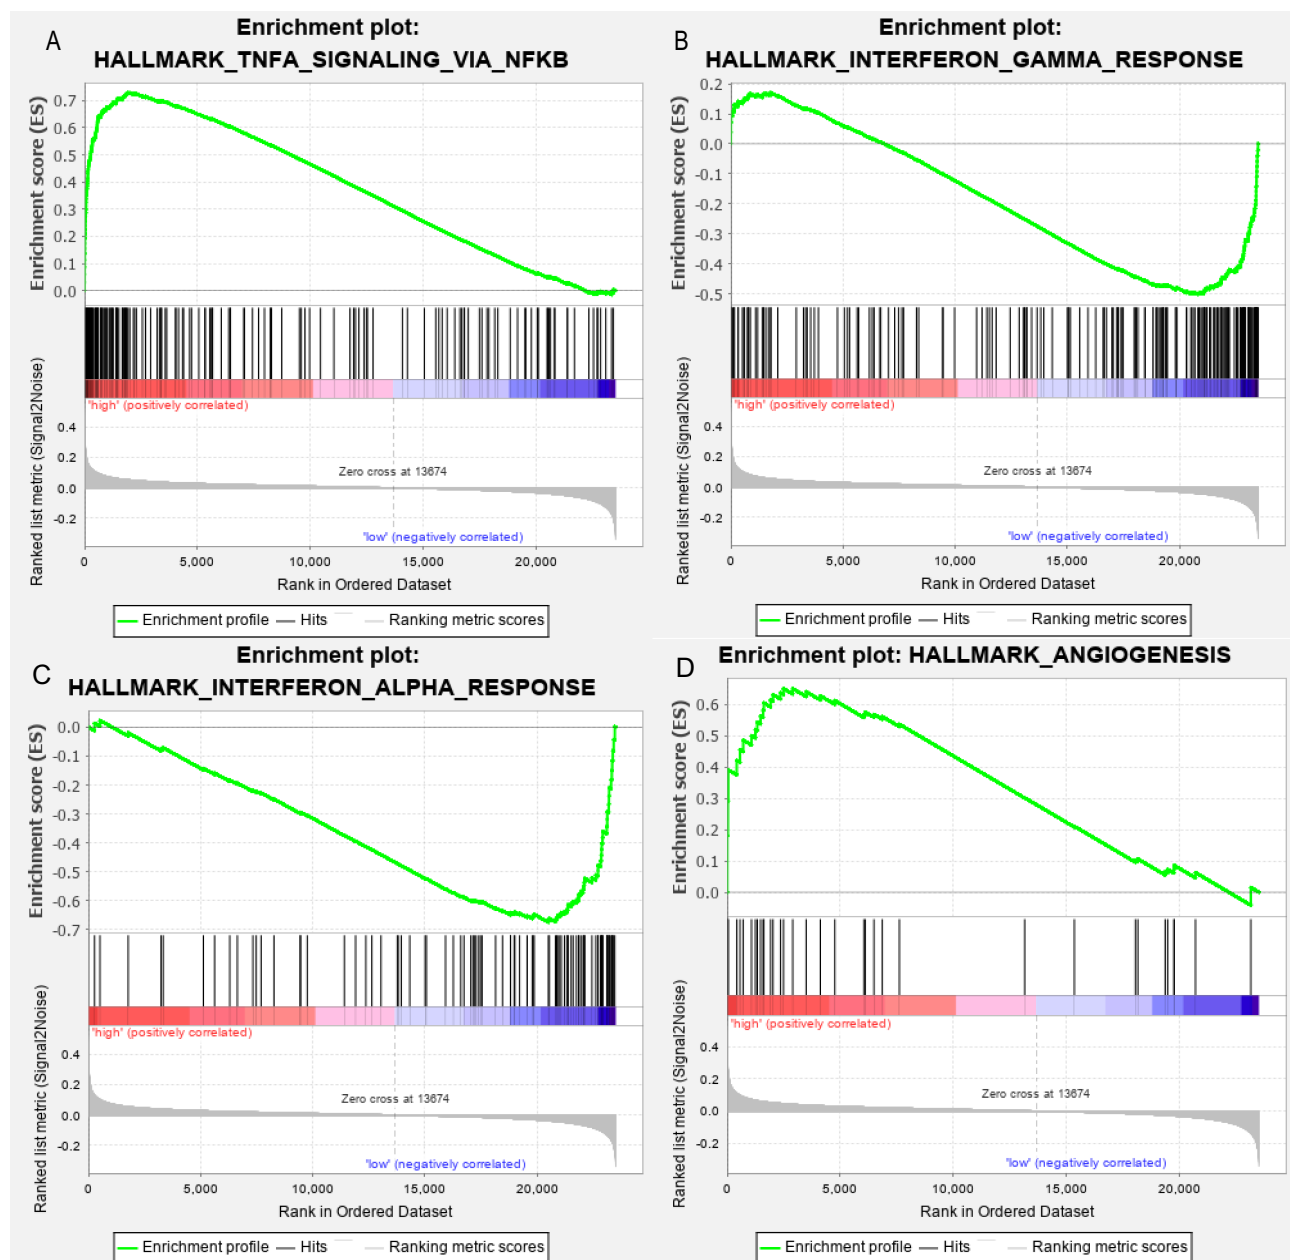 A
Enrichment plot:
HALLMARK_TNFA_SIGNALING_VIA_NFKB
Enrichment score (ES)
0.7
0.6
0.5
0.4
0.3
0.2
0.1
0.0
'high' (positively correlated)
Ranked list metric (Signal2Noise)
0.4
0.2
0.0
-0.2
Zero cross at 13674
'low' (negatively correlated)
0 5,000 10,000 15,000 20,000
Rank in Ordered Dataset
Enrichment profile Hits Ranking metric scores
B
Enrichment plot:
HALLMARK_INTERFERON_GAMMA_RESPONSE
Enrichment score (ES)
0.2
0.1
0.0
-0.1
-0.2
-0.3
-0.4
-0.5
'high' (positively correlated)
Ranked list metric (Signal2Noise)
0.4
0.2
0.0
-0.2
Zero cross at 13674
'low' (negatively correlated)
0 5,000 10,000 15,000 20,000
Rank in Ordered Dataset
Enrichment profile Hits Ranking metric scores
C
Enrichment plot:
HALLMARK_INTERFERON_ALPHA_RESPONSE
Enrichment score (ES)
0.0
-0.1
-0.2
-0.3
-0.4
-0.5
-0.6
-0.7
'high' (positively correlated)
Ranked list metric (Signal2Noise)
0.4
0.2
0.0
-0.2
Zero cross at 13674
'low' (negatively correlated)
0 5,000 10,000 15,000 20,000
Rank in Ordered Dataset
Enrichment profile Hits Ranking metric scores
D
Enrichment plot: HALLMARK_ANGIOGENESIS
Enrichment score (ES)
0.6
0.5
0.4
0.3
0.2
0.1
0.0
'high' (positively correlated)
Ranked list metric (Signal2Noise)
0.4
0.2
0.0
-0.2
Zero cross at 13674
'low' (negatively correlated)
0 5,000 10,000 15,000 20,000
Rank in Ordered Dataset
Enrichment profile Hits Ranking metric scores